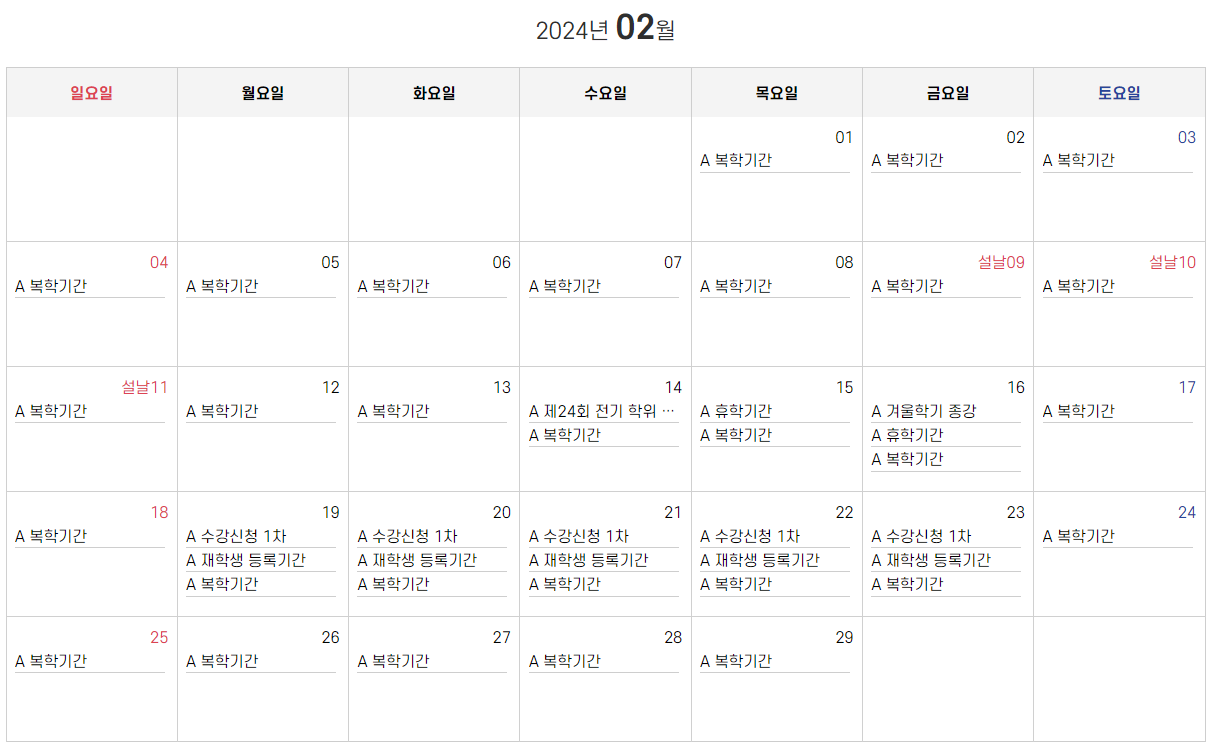 2024년 02월
일요일 월요일 화요일 수요일 목요일 금요일 토요일
01 02 03
A 복학기간 A 복학기간 A 복학기간
04 05 06 07 08 설날09 설날10
A 복학기간 A 복학기간 A 복학기간 A 복학기간 A 복학기간 A 복학기간 A 복학기간
설날11 12 13 14 15 16 17
A 복학기간 A 복학기간 A 복학기간 A 제24회 전기 학위 … A 휴학기간 A 겨울학기 종강 A 복학기간
A 복학기간 A 복학기간 A 휴학기간
A 복학기간
18 19 20 21 22 23 24
A 복학기간 A 수강신청 1차 A 수강신청 1차 A 수강신청 1차 A 수강신청 1차 A 수강신청 1차 A 복학기간
A 재학생 등록기간 A 재학생 등록기간 A 재학생 등록기간 A 재학생 등록기간 A 재학생 등록기간
A 복학기간 A 복학기간 A 복학기간 A 복학기간 A 복학기간
25 26 27 28 29
A 복학기간 A 복학기간 A 복학기간 A 복학기간 A 복학기간